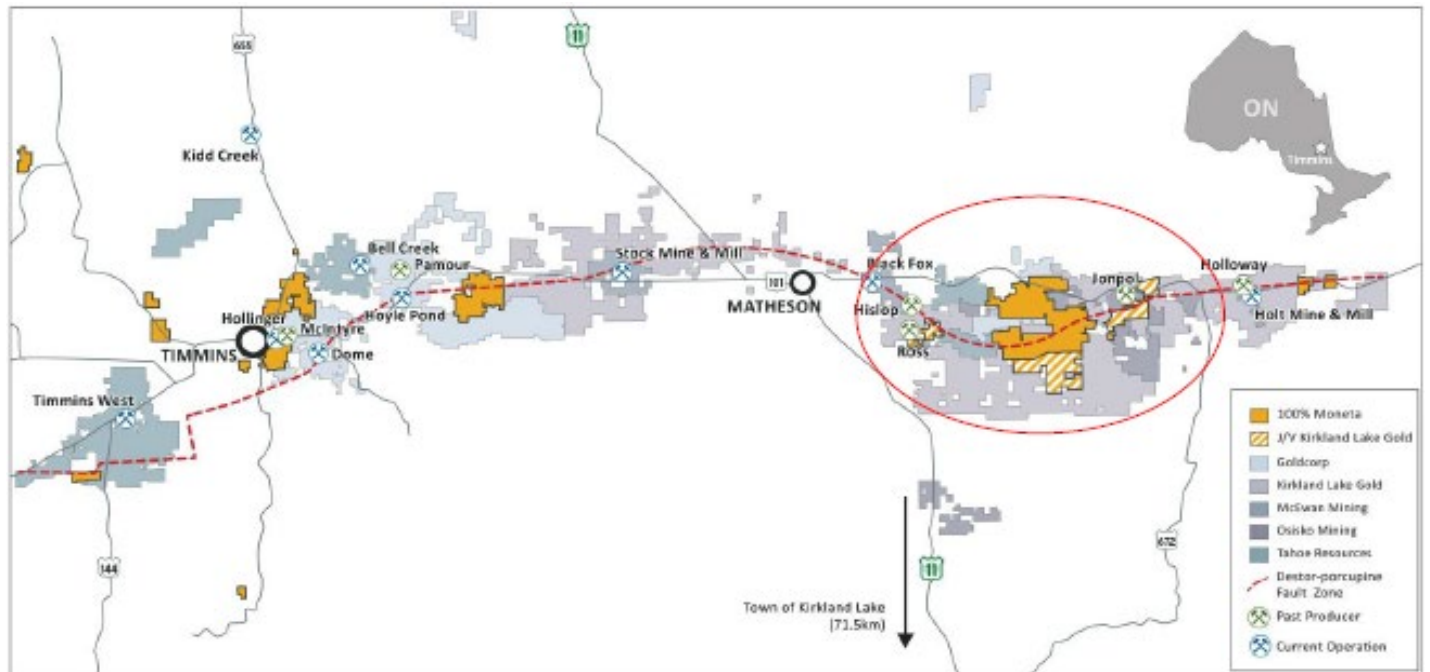 655
11
ON
Timmins
Kidd Creek
Bell Creek
Pamour
Stock Mine & Mill
Black Fox
Jonpol
Holloway
101
MATHESON
Hislop
Holt Mine & Mill
Hollinger
McIntyre
Hoyle Pond
TIMMINS
Dome
Ross
Timmins West
100% Moneta
J/V Kirkland Lake Gold
Goldcorp
Kirkland Lake Gold
McEwan Mining
Osisko Mining
Tahoe Resources
Destor-porcupine
Fault Zone
Past Producer
Current Operation
144
11
672
Town of Kirkland Lake
(71.5km)